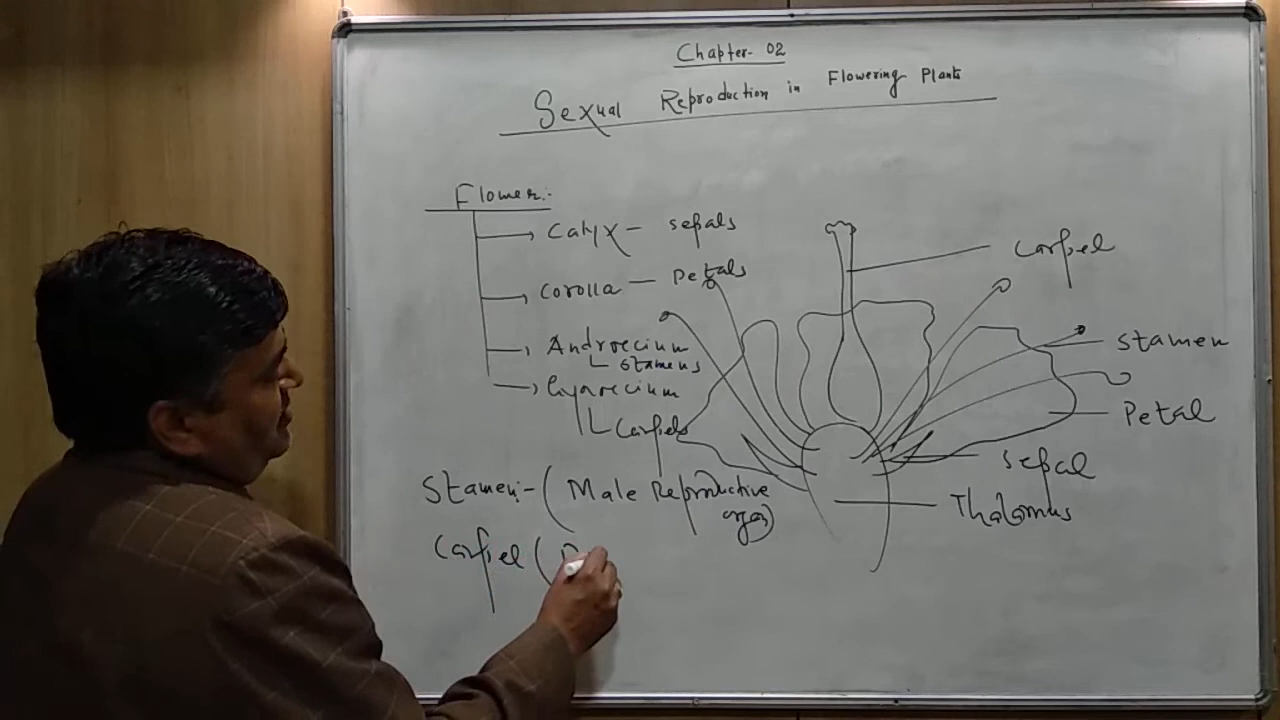 Chapter- 02
Sexual Reproduction in Flowering Plants
Flower:-
Calyx - sepals
Corolla - Petals
Androecium
Stamens
Gynoecium
Carpels
Stamen:- (Male Reproductive
organ)
Carpel (
Carpel
Stamen
Petal
Sepal
Thalamus